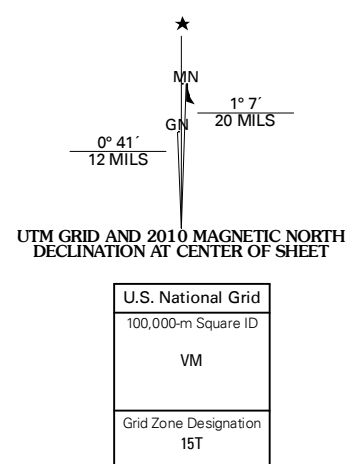 ★
MN
1° 7´
20 MILS
GN
0° 41´
12 MILS
UTM GRID AND 2010 MAGNETIC NORTH
DECLINATION AT CENTER OF SHEET
U.S. National Grid
100,000-m Square ID
VM
Grid Zone Designation
15T